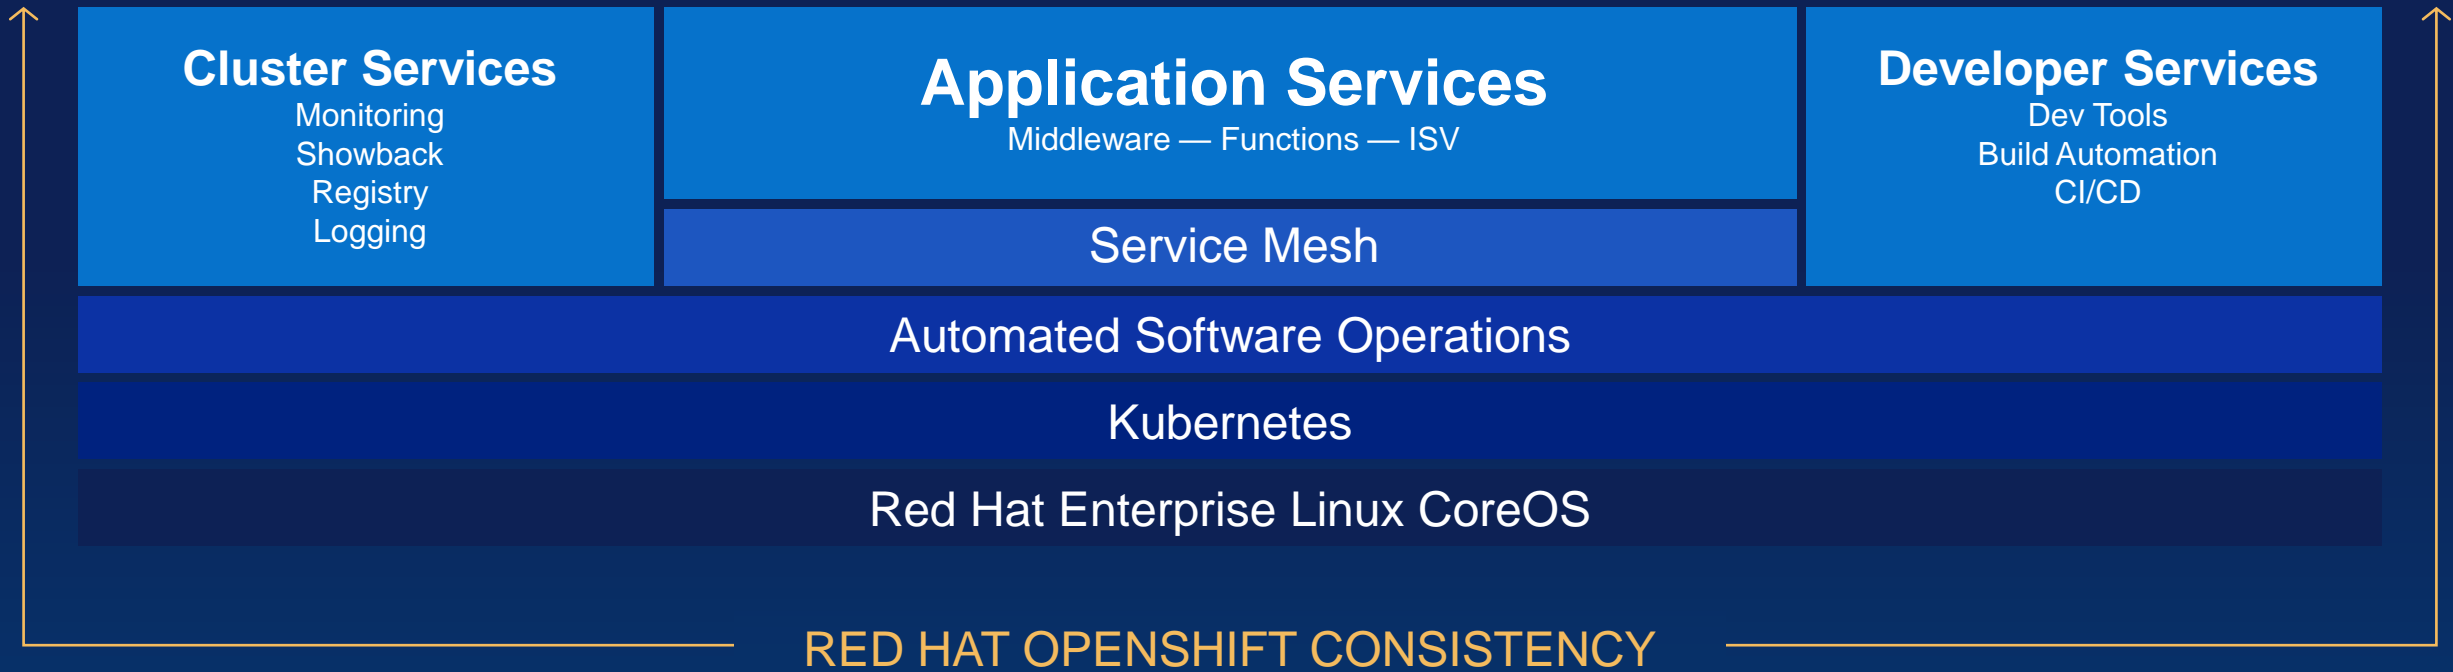 Cluster Services
Monitoring
Showback
Registry
Logging
Application Services
Middleware — Functions — ISV
Service Mesh
Developer Services
Dev Tools
Build Automation
CI/CD
Automated Software Operations
Kubernetes
Red Hat Enterprise Linux CoreOS
RED HAT OPENSHIFT CONSISTENCY